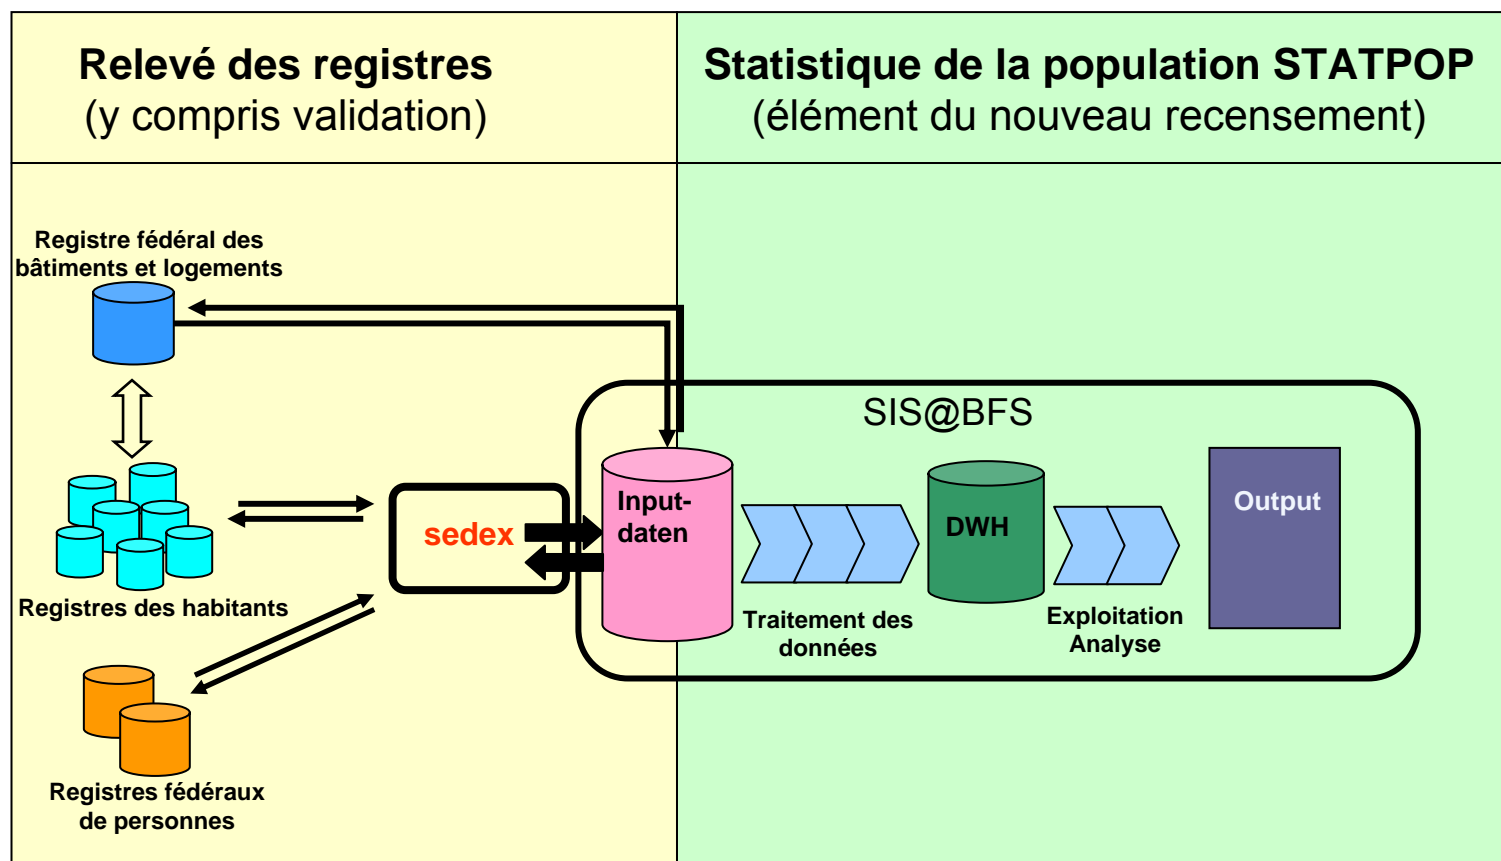 Relevé des registres
(y compris validation)
Statistique de la population STATPOP
(élément du nouveau recensement)
Registre fédéral des
bâtiments et logements
SIS@BFS
Input-
daten
sedex
DWH
Output
Registres des habitants
Traitement des
données
Exploitation
Analyse
Registres fédéraux
de personnes